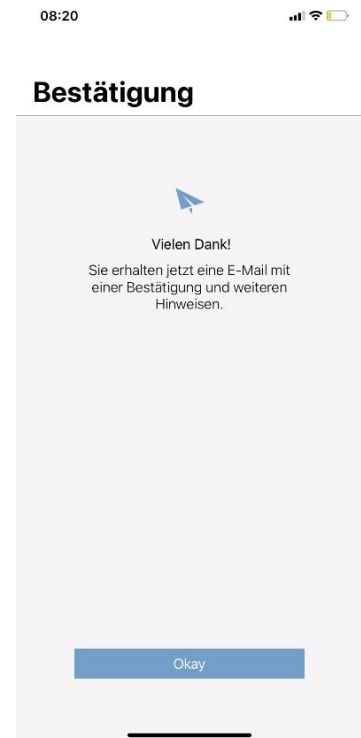 08:20
Bestätigung
Vielen Dank!
Sie erhalten jetzt eine E-Mail mit
einer Bestätigung und weiteren
Hinweisen.
Okay